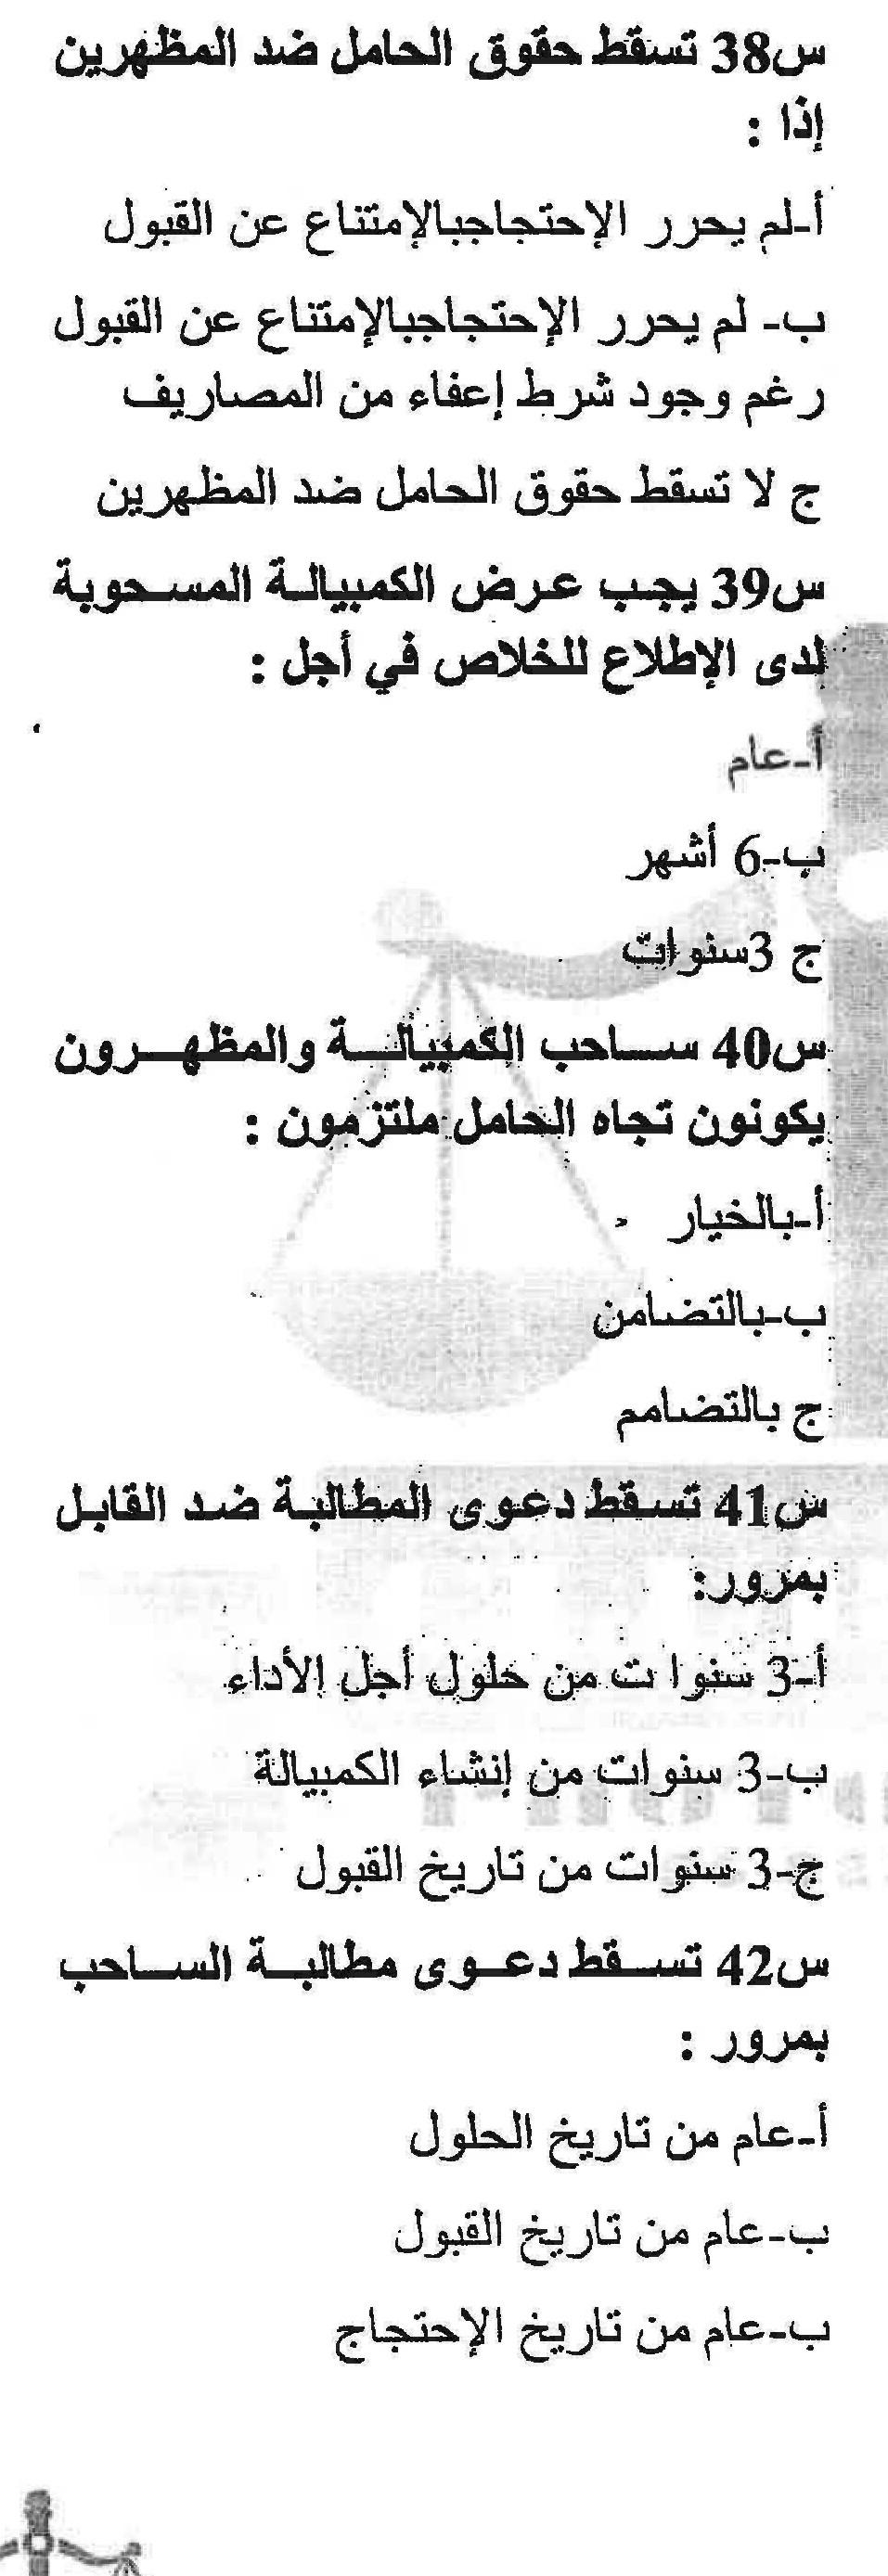 س38 تسقط حقوق الحامل ضد المظهرين
إذا :
أ-لم يحرر الإحتجاجبالإمتناع عن القبول
ب- لم يحرر الإحتجاجبالإمتناع عن القبول
رغم وجود شرط إعفاء من المصاريف
ج لا تسقط حقوق الحامل ضد المظهرين
س39 يجب عرض الكمبيالة المسحوبة
لدى الإطلاع للخلاص في أجل :
أ-عام
ب-6 أشهر
ج 3سنوات
س40 ساحب الكمبيالة والمظهرون
يكونون تجاه الحامل ملتزمون :
أ-بالخيار
ب-بالتضامن
ج بالتضامم
س41 تسقط دعوى المطالبة ضد القابل
بمرور:
أ-3 سنوا ت من حلول أجل الأداء
ب-3 سنوات من إنشاء الكمبيالة
ج-3 سنوات من تاريخ القبول
س42 تسقط دعوى مطالبة الساحب
بمرور :
أ-عام من تاريخ الحلول
ب-عام من تاريخ القبول
ب-عام من تاريخ الإحتجاج